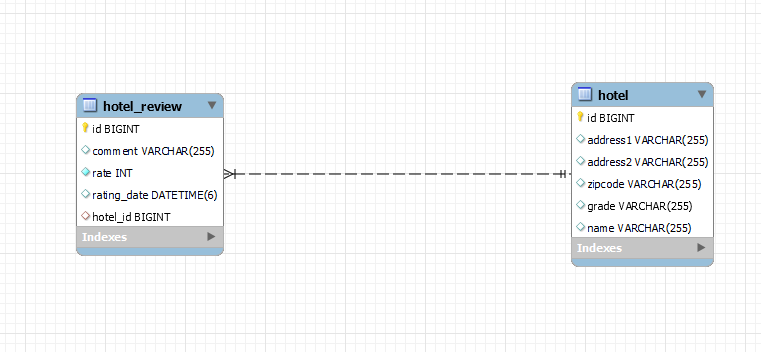 hotel_review
id BIGINT
comment VARCHAR(255)
rate INT
rating_date DATETIME(6)
hotel_id BIGINT
Indexes
hotel
id BIGINT
address1 VARCHAR(255)
address2 VARCHAR(255)
zipcode VARCHAR(255)
grade VARCHAR(255)
name VARCHAR(255)
Indexes